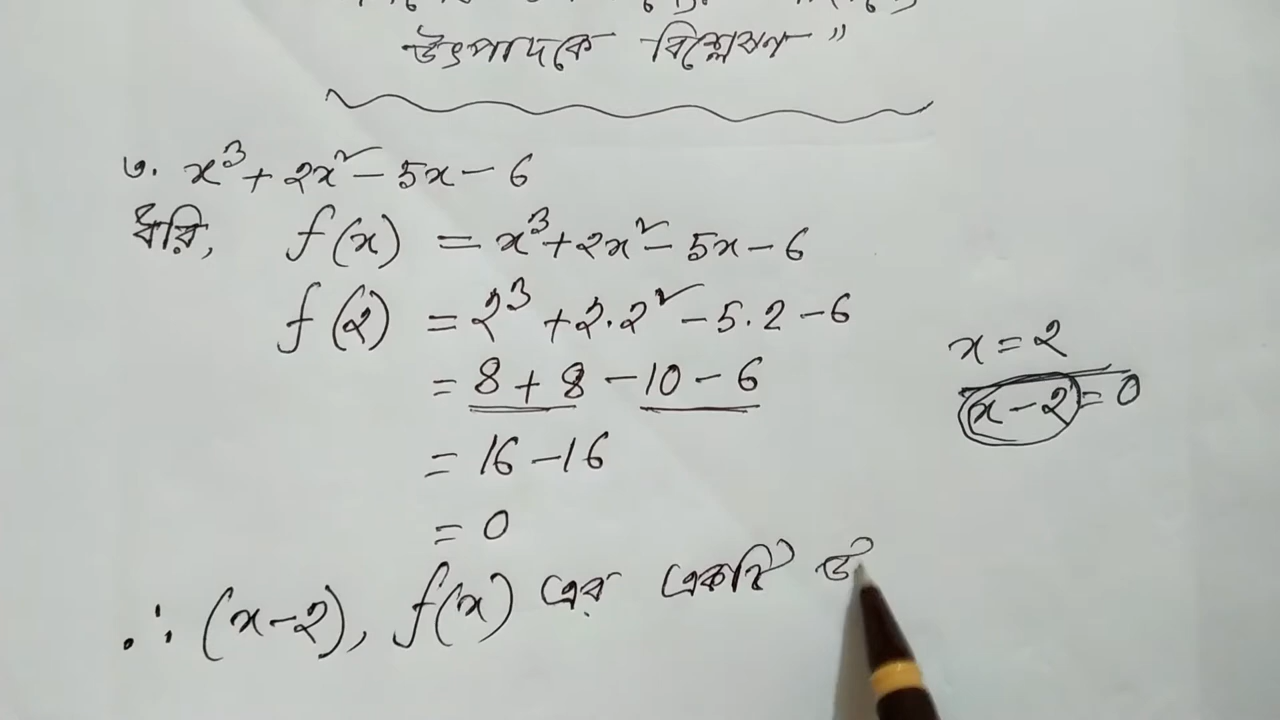 উৎপাদকে বিশ্লেষন"
৩. x³ + 2x² - 5x - 6
ধরি, f(x) = x³ + 2x² - 5x - 6
f(2) = 2³ + 2.2² - 5.2 - 6
= 8 + 8 - 10 - 6
= 16 - 16
= 0
∴ (x-2), f(x) এর একটি উ
x = 2
x - 2 = 0